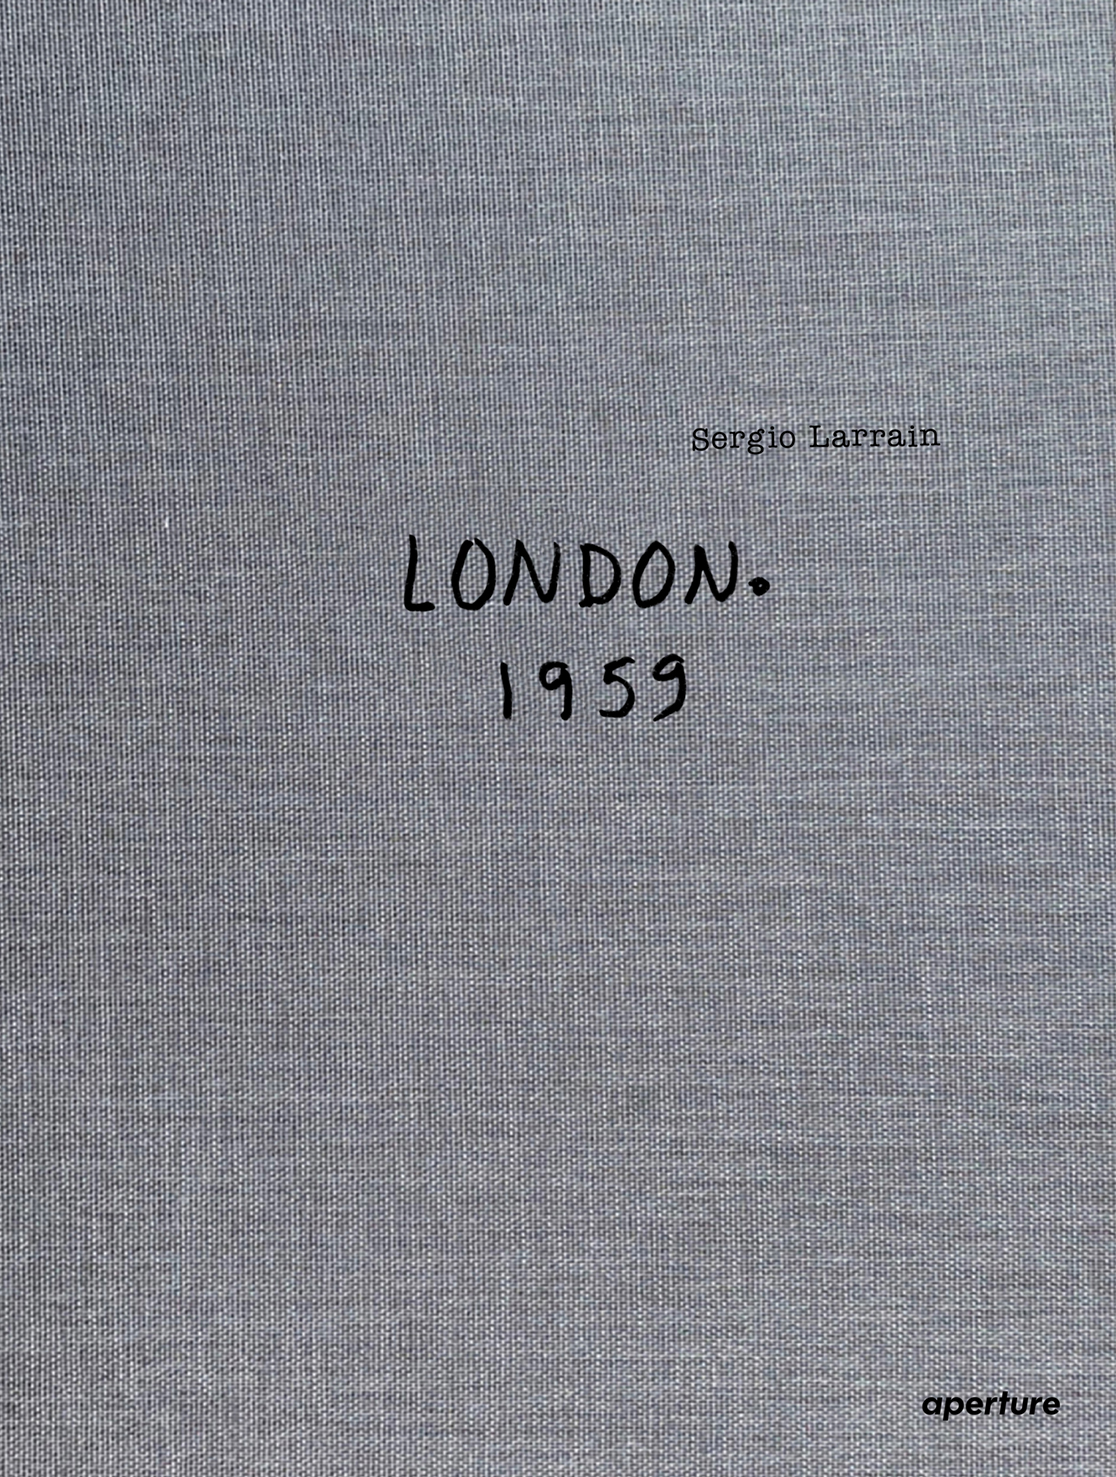 Sergio Larrain
LONDON.
1959
aperture